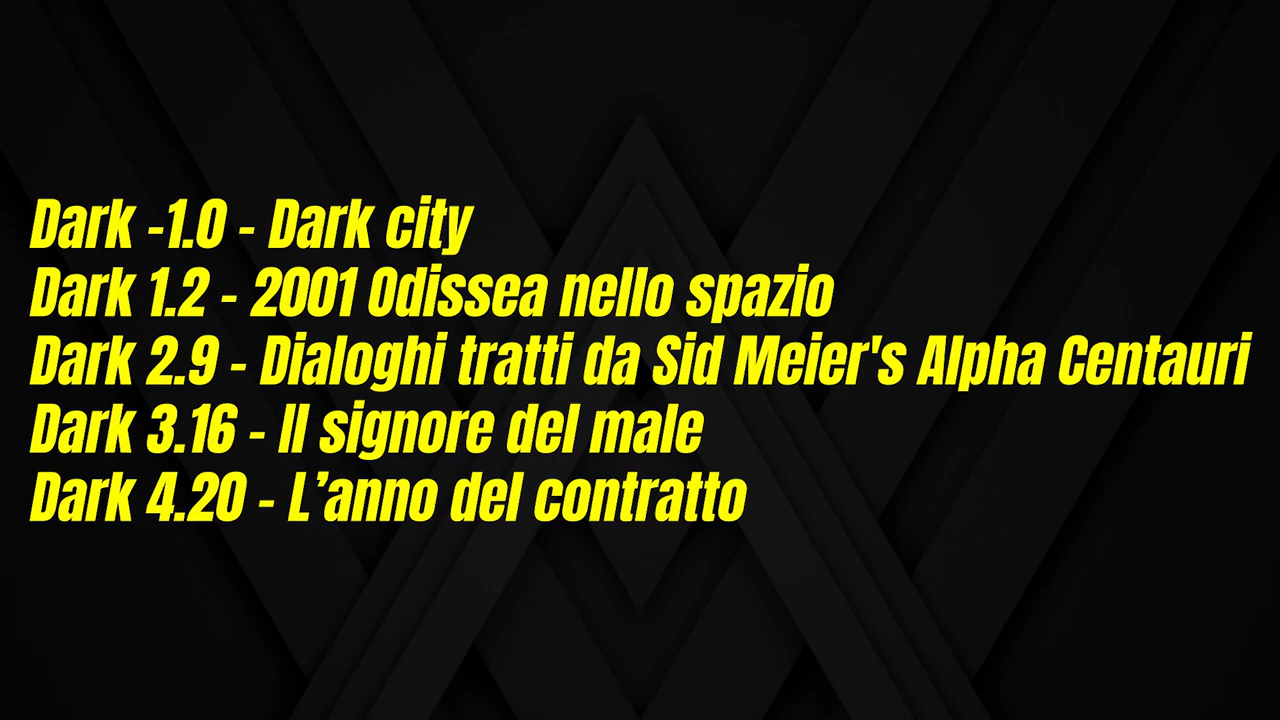 Dark -1.0 - Dark city
Dark 1.2 - 2001 Odissea nello spazio
Dark 2.9 - Dialoghi tratti da Sid Meier's Alpha Centauri
Dark 3.16 - Il signore del male
Dark 4.20 - L’anno del contratto